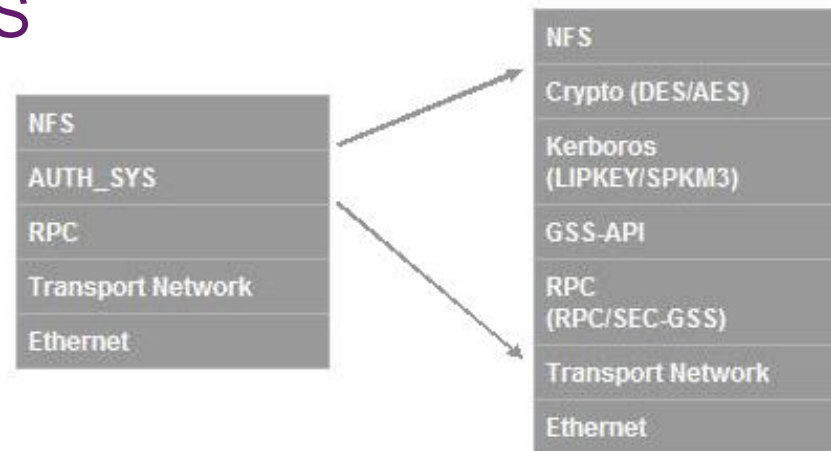 S
NFS
AUTH_SYS
RPC
Transport Network
Ethernet
NFS
Crypto (DES/AES)
Kerboros
(LIPKEY/SPKM3)
GSS-API
RPC
(RPC/SEC-GSS)
Transport Network
Ethernet